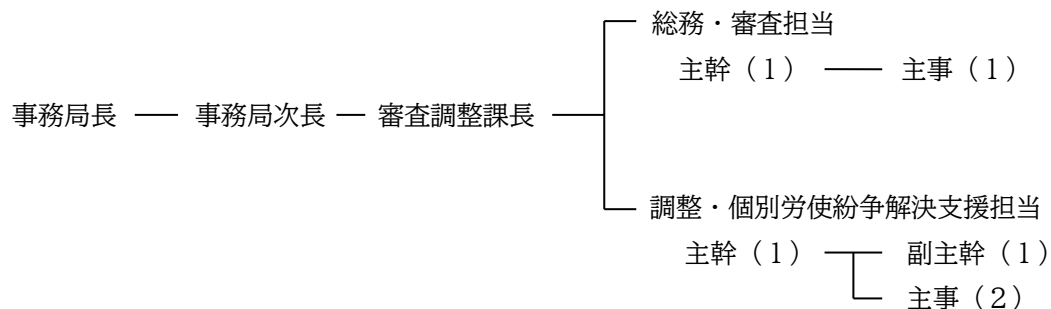 総務・審査担当
主幹（１） 主事（１）
事務局長 事務局次長 審査調整課長
調整・個別労使紛争解決支援担当
主幹（１） 副主幹（１）
主事（２）